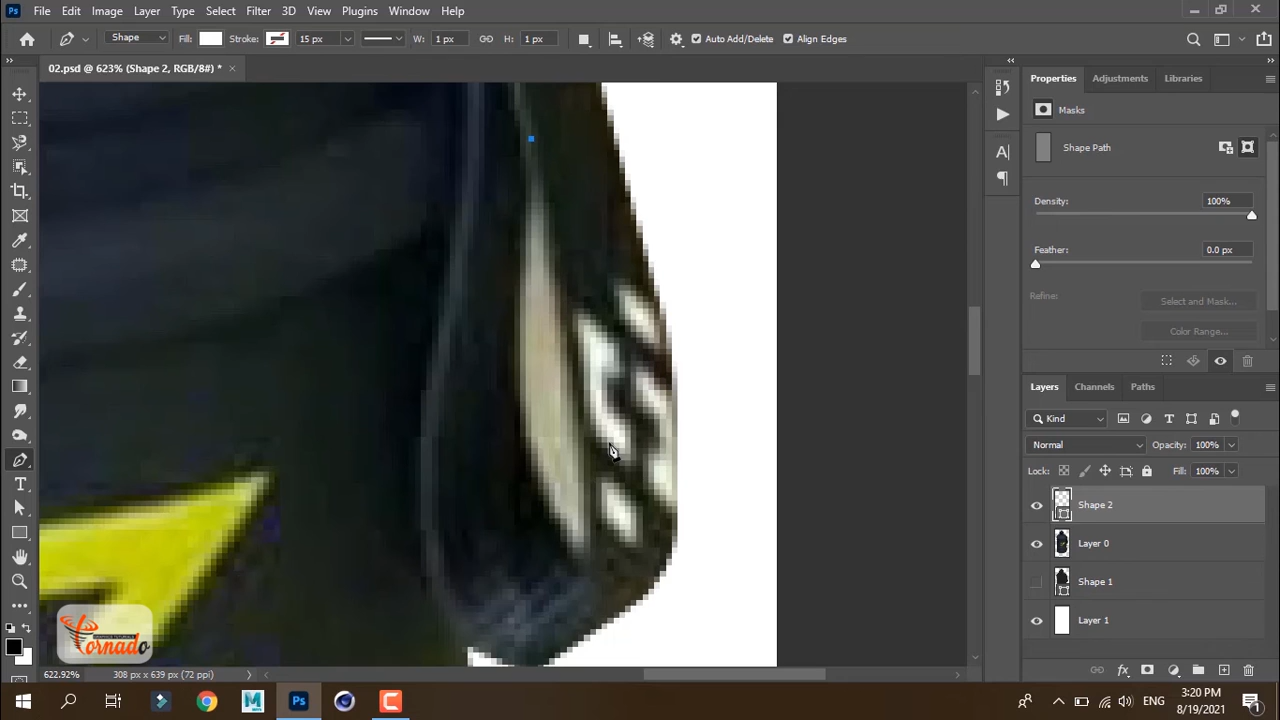 Ps File Edit Image Layer Type Select Filter 3D View Plugins Window Help
Shape Fill: Stroke: 15 px W: 1 px H: 1 px Auto Add/Delete Align Edges
02.psd @ 623% (Shape 2, RGB/8#) *
Properties Adjustments Libraries
Masks
Shape Path
Density: 100%
Feather: 0.0 px
Refine: Select and Mask...
Color Range...
Layers Channels Paths
Kind
Normal Opacity: 100%
Lock: Fill: 100%
Shape 2
Layer 0
Shape 1
Layer 1
GRAPHICS TUTORIALS
Tornado
622.92% 308 px x 639 px (72 ppi)
Ps ENG 3:20 PM
8/19/2021